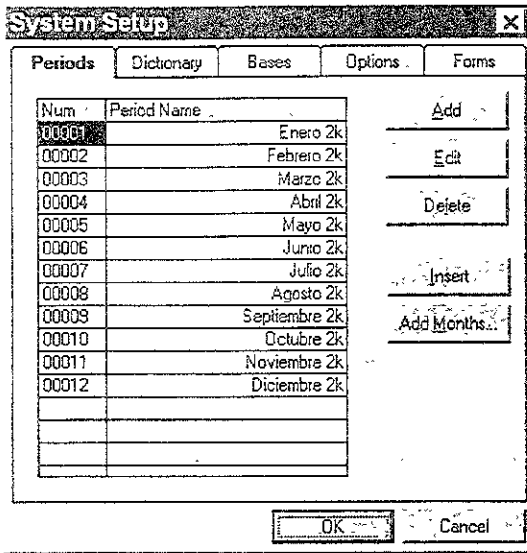 System Setup
Periods Dictionary Bases Options Forms
Num Period Name
00001 Enero 2k
00002 Febrero 2k
00003 Marzo 2k
00004 Abril 2k
00005 Mayo 2k
00006 Junio 2k
00007 Julio 2k
00008 Agosto 2k
00009 Septiembre 2k
00010 Octubre 2k
00011 Noviembre 2k
00012 Diciembre 2k
Add
Edit
Delete
Insert
Add Months...
OK Cancel